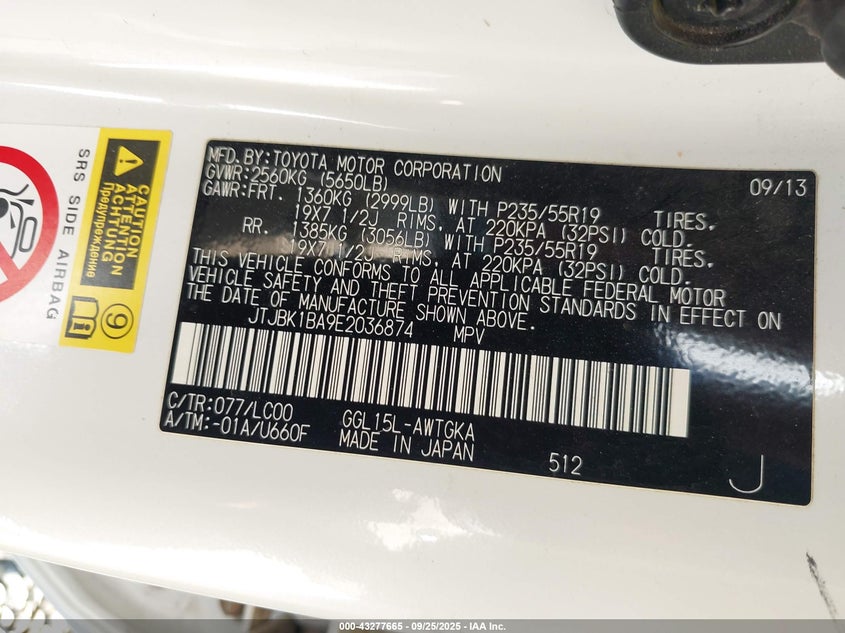 MFD. BY: TOYOTA MOTOR CORPORATION 09/13
GVWR: 2560KG (5650LB)
GAWR: FRT. 1360KG (2999LB) WITH P235/55R19 TIRES,
19X7 1/2J RIMS, AT 220KPA (32PSI) COLD.
RR. 1385KG (3056LB) WITH P235/55R19 TIRES,
19X7 1/2J RIMS, AT 220KPA (32PSI) COLD.
THIS VEHICLE CONFORMS TO ALL APPLICABLE FEDERAL MOTOR
VEHICLE SAFETY AND THEFT PREVENTION STANDARDS IN EFFECT ON
THE DATE OF MANUFACTURE SHOWN ABOVE.
JTJBK1BA9E2036874 MPV
C/TR: 077/LC00 GGL15L-AWTGKA
A/TM: -01A/U660F MADE IN JAPAN 512 J
SRS SIDE AIRBAG
CAUTION
ATTENTION
ACHTUNG
Предупреждение
9
000-43277665 - 09/25/2025 - IAA Inc.